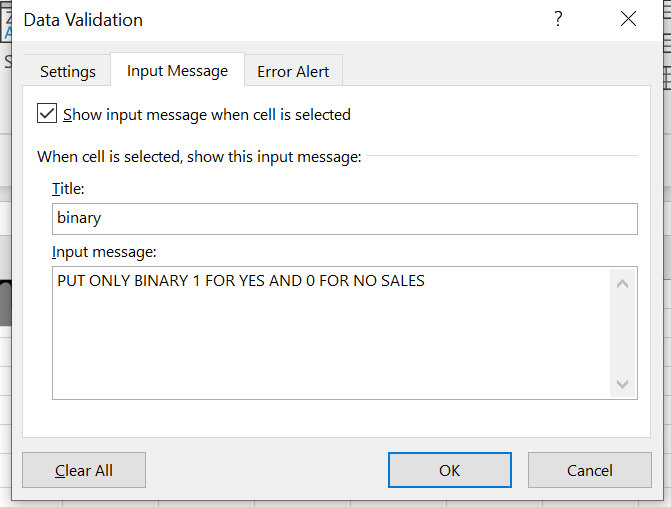 Data Validation
?
Settings
Input Message
Error Alert
Show input message when cell is selected
When cell is selected, show this input message:
Title:
binary
Input message:
PUT ONLY BINARY 1 FOR YES AND 0 FOR NO SALES
Clear All
OK
Cancel